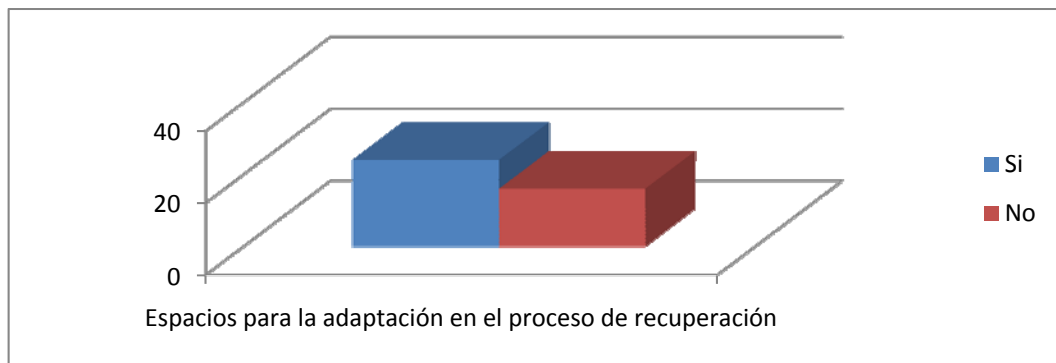 40
20
0
Espacios para la adaptación en el proceso de recuperación
Si
No